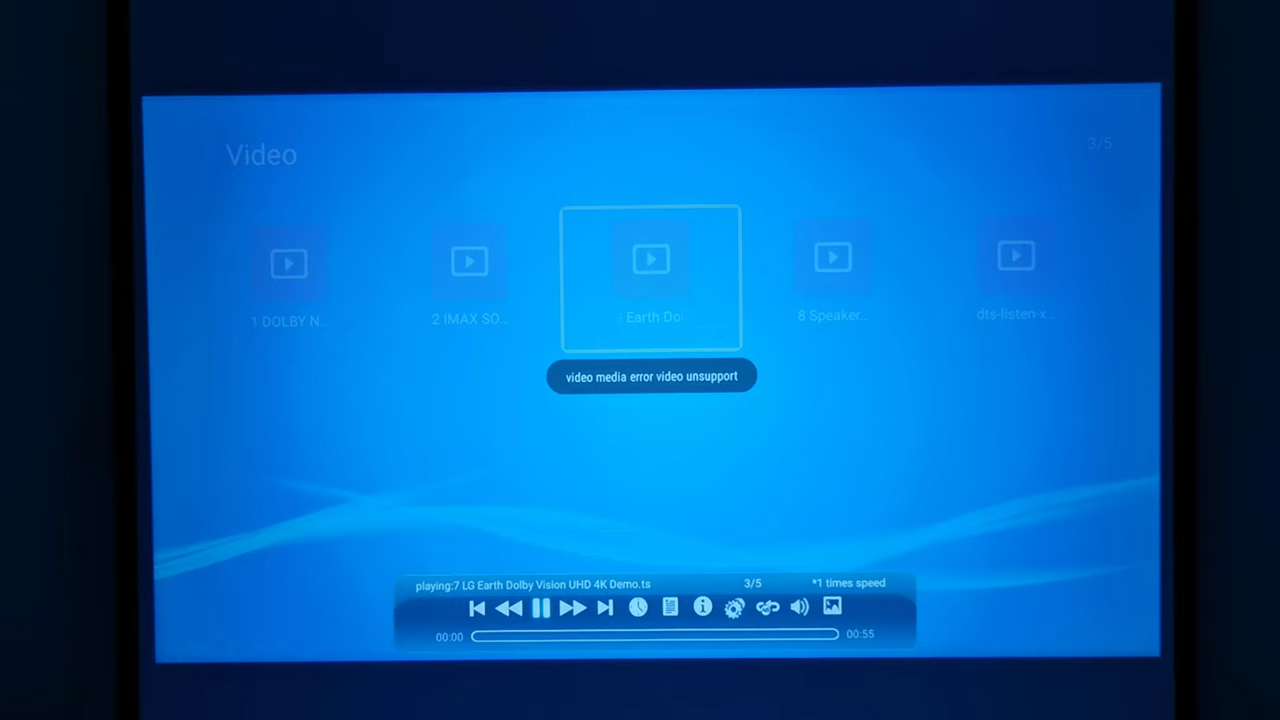 Video
3/5
1 DOLBY N...
2 IMAX SO...
Earth Do
8 Speaker...
dts-listen-x...
video media error video unsupport
playing:7 LG Earth Dolby Vision UHD 4K Demo.ts
3/5
*1 times speed
00:00
00:55